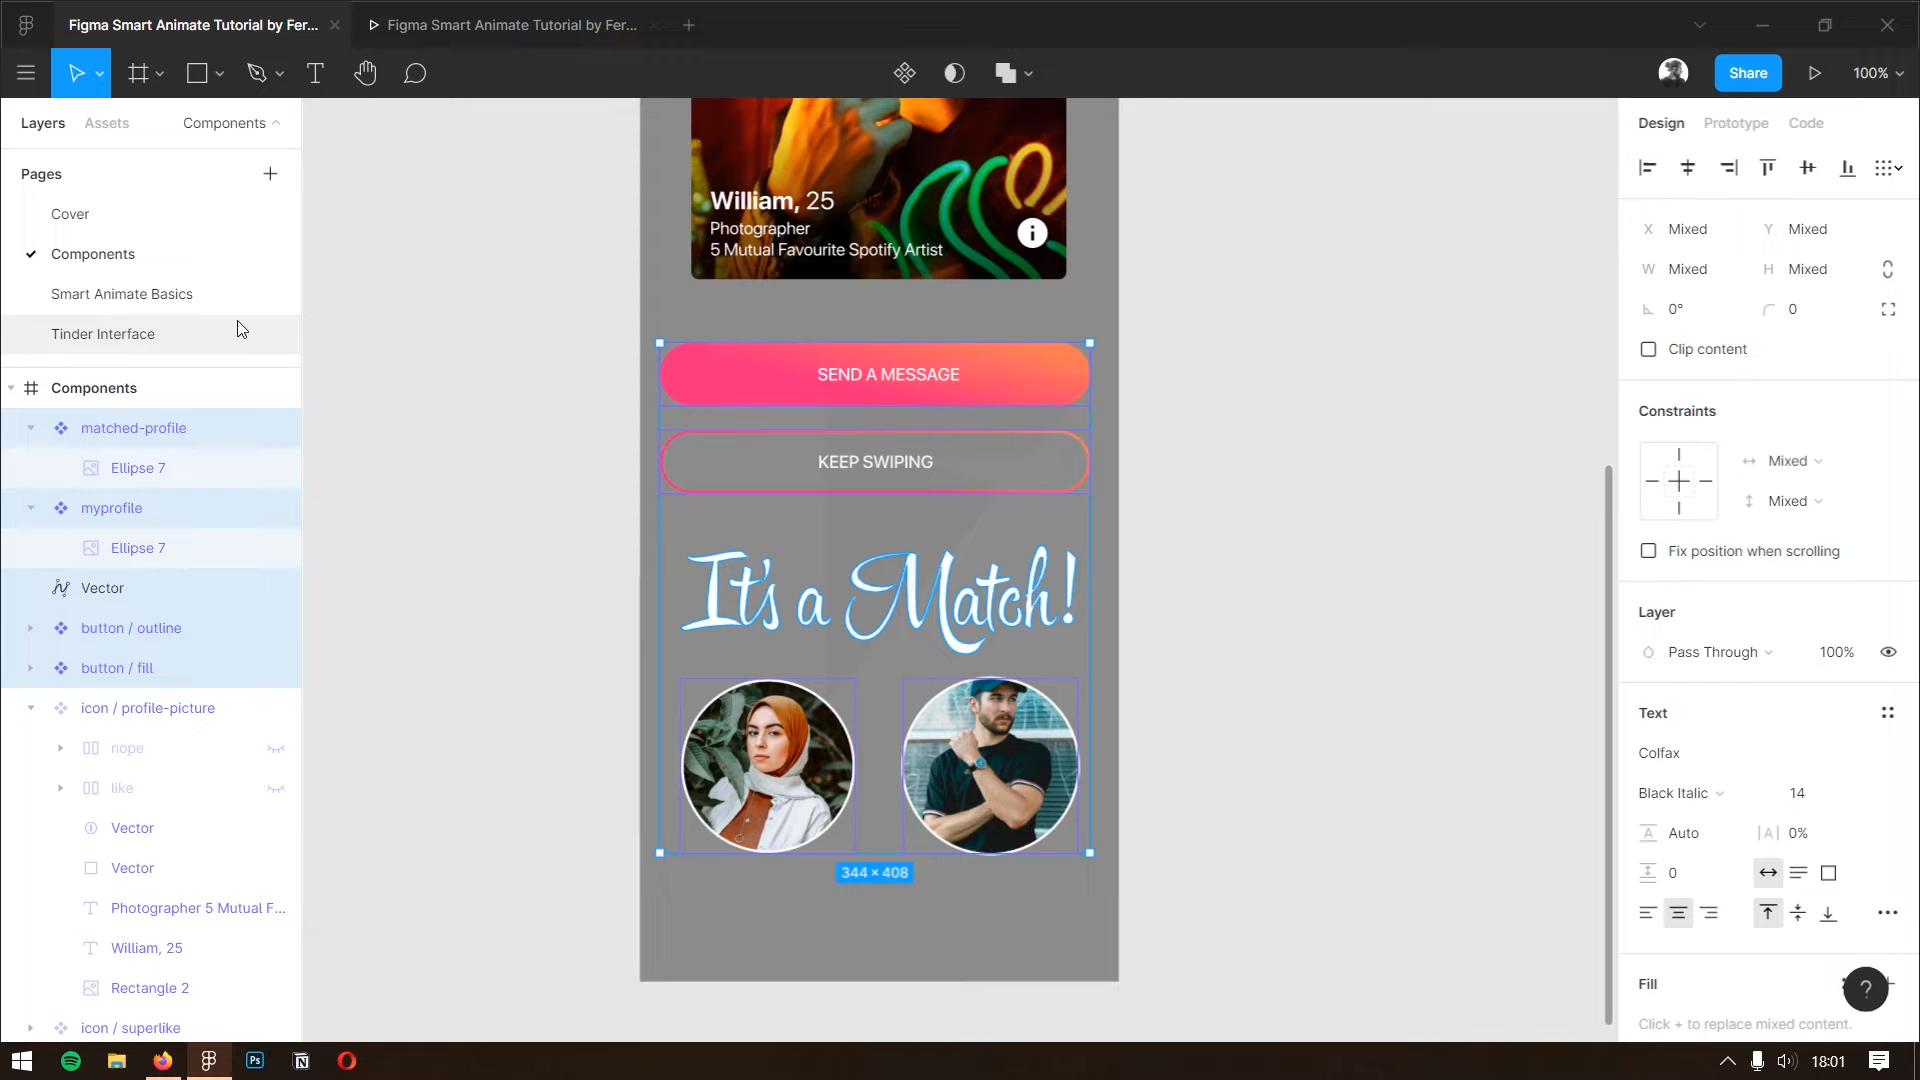 Figma Smart Animate Tutorial by Fer...
Figma Smart Animate Tutorial by Fer...
Share
100%
Layers
Assets
Components
Pages
Cover
Components
Smart Animate Basics
Tinder Interface
Components
matched-profile
Ellipse 7
myprofile
Ellipse 7
Vector
button / outline
button / fill
icon / profile-picture
nope
like
Vector
Vector
Photographer 5 Mutual F...
William, 25
Rectangle 2
icon / superlike
William, 25
Photographer
5 Mutual Favourite Spotify Artist
SEND A MESSAGE
KEEP SWIPING
It's a Match!
344 × 408
Design
Prototype
Code
X Mixed
Y Mixed
W Mixed
H Mixed
0°
0
Clip content
Constraints
Mixed
Mixed
Fix position when scrolling
Layer
Pass Through
100%
Text
Colfax
Black Italic
14
A Auto
|A| 0%
0
Fill
?
Click + to replace mixed content.
Ps
18:01